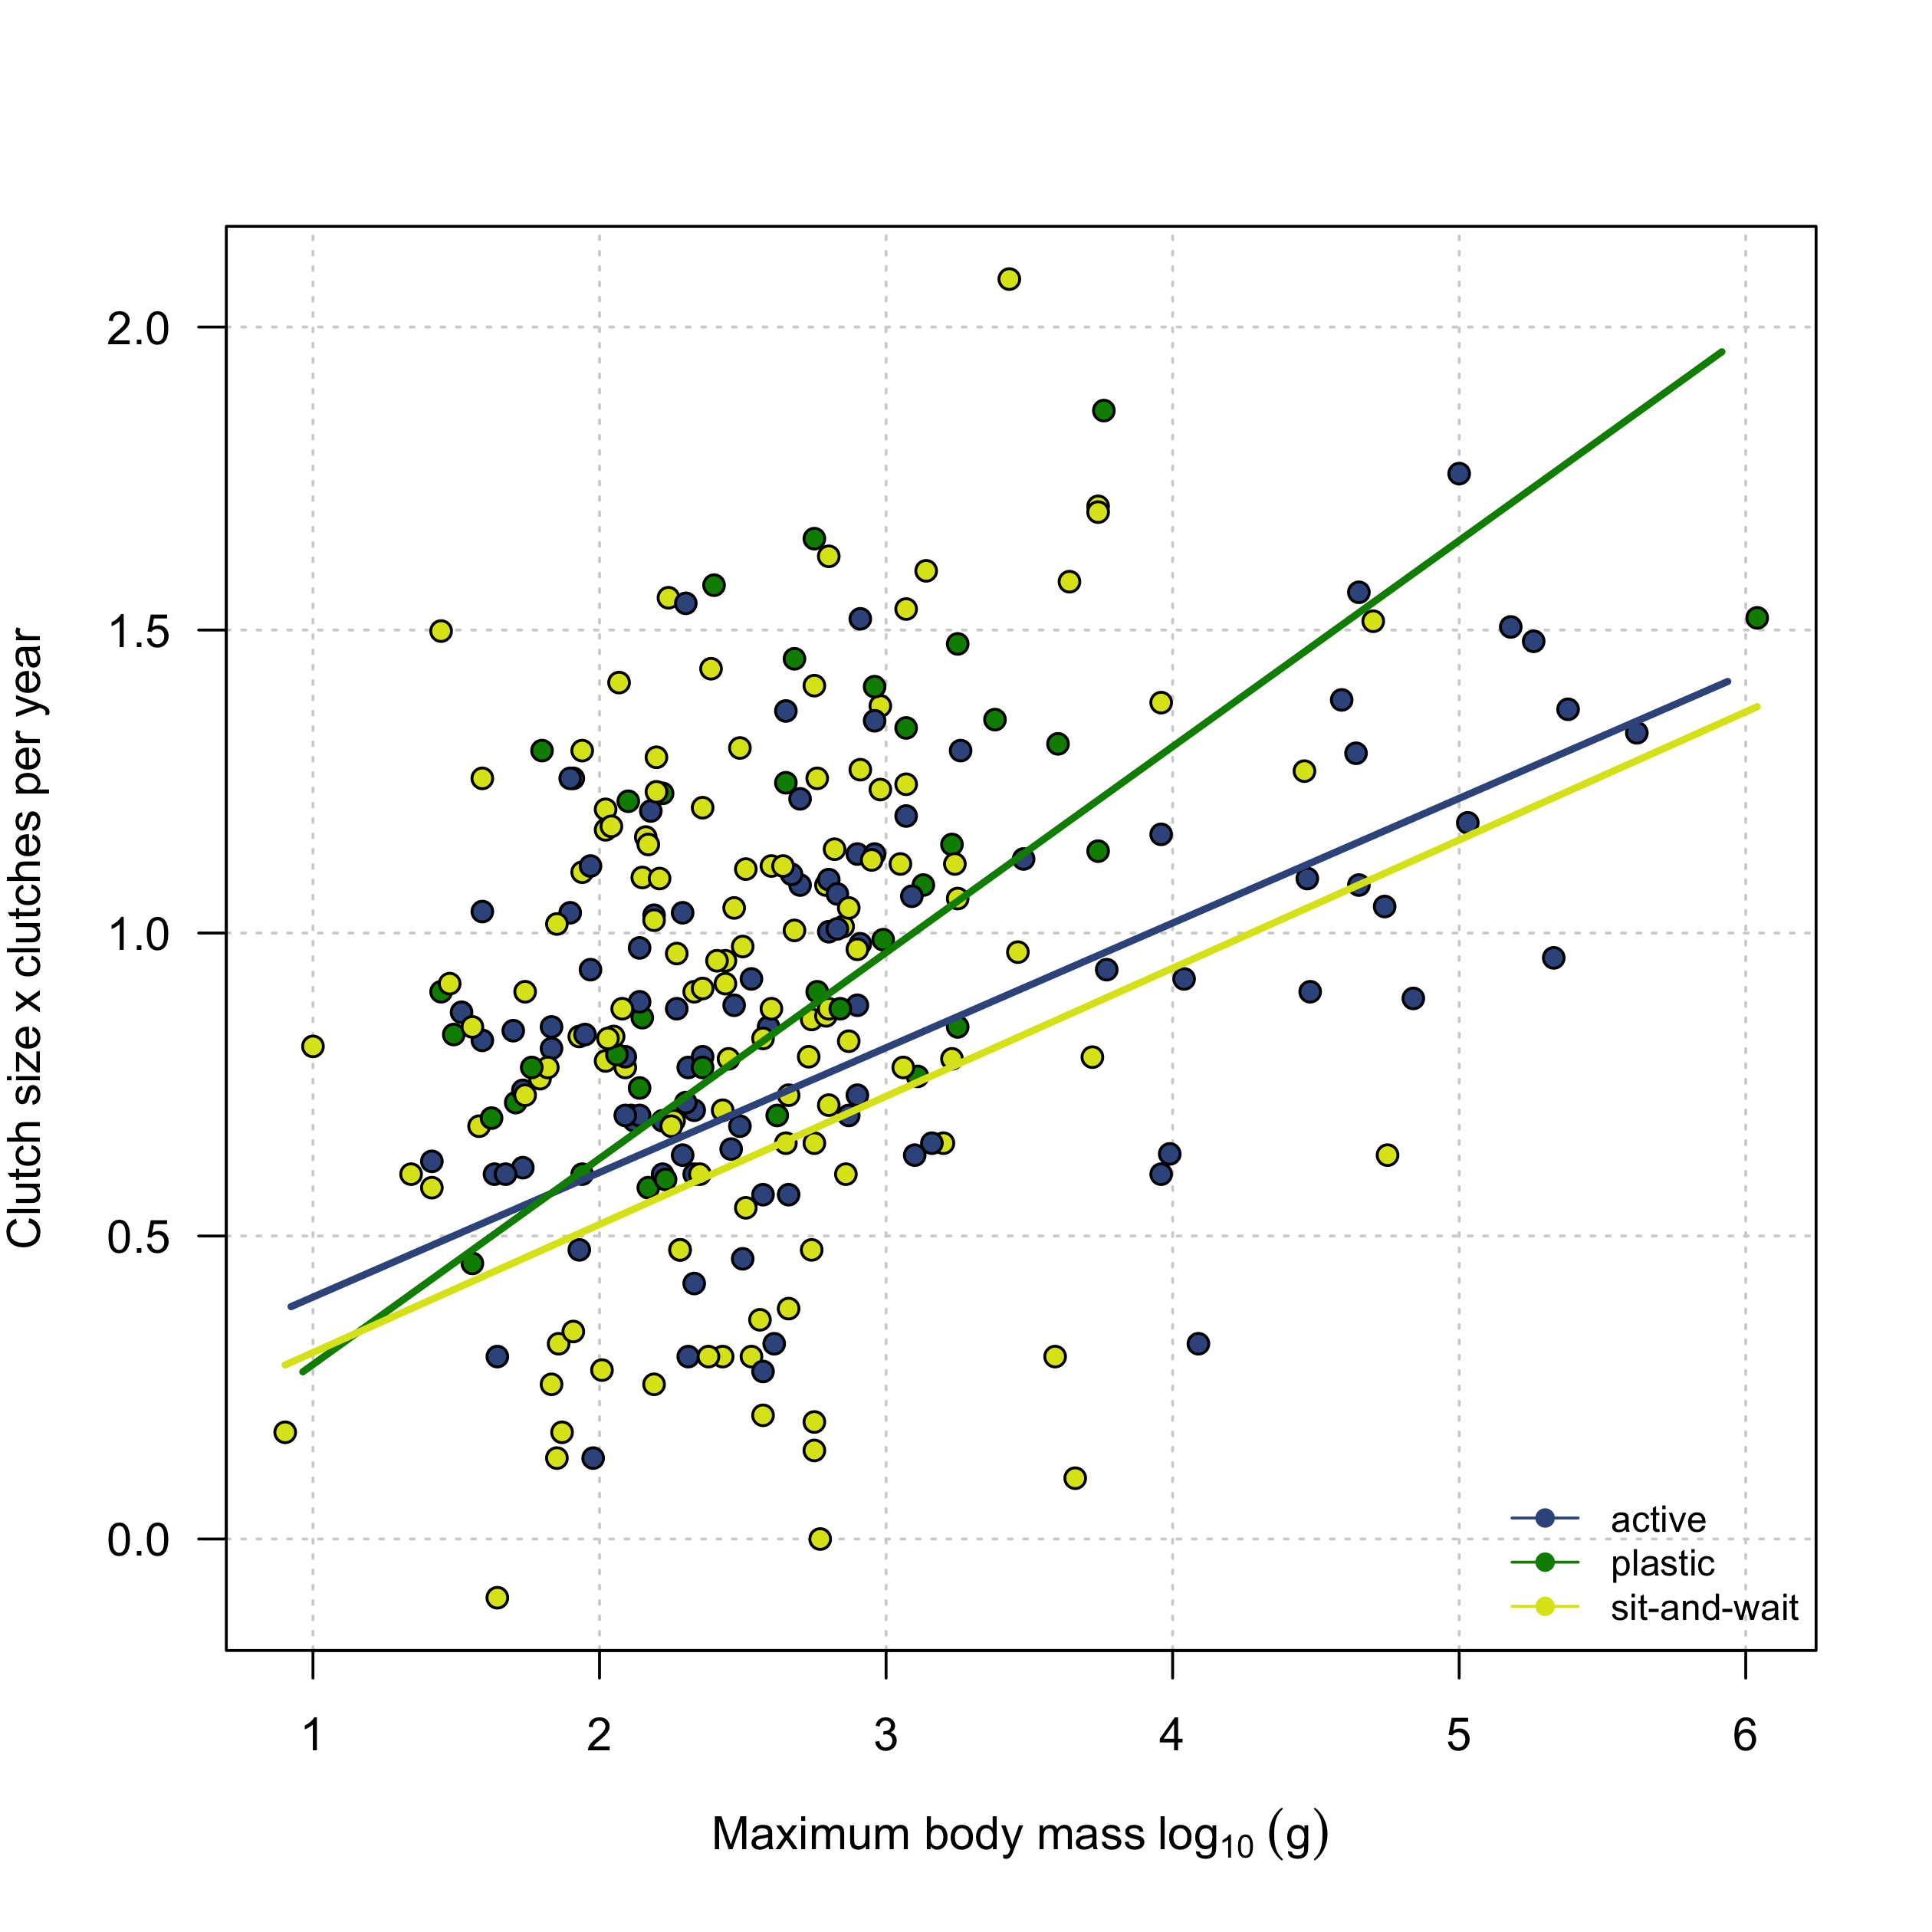 Clutch size x clutches per year
2.0
1.5
1.0
0.5
0.0
active
plastic
sit-and-wait
1 2 3 4 5 6
Maximum body mass log₁₀ (g)